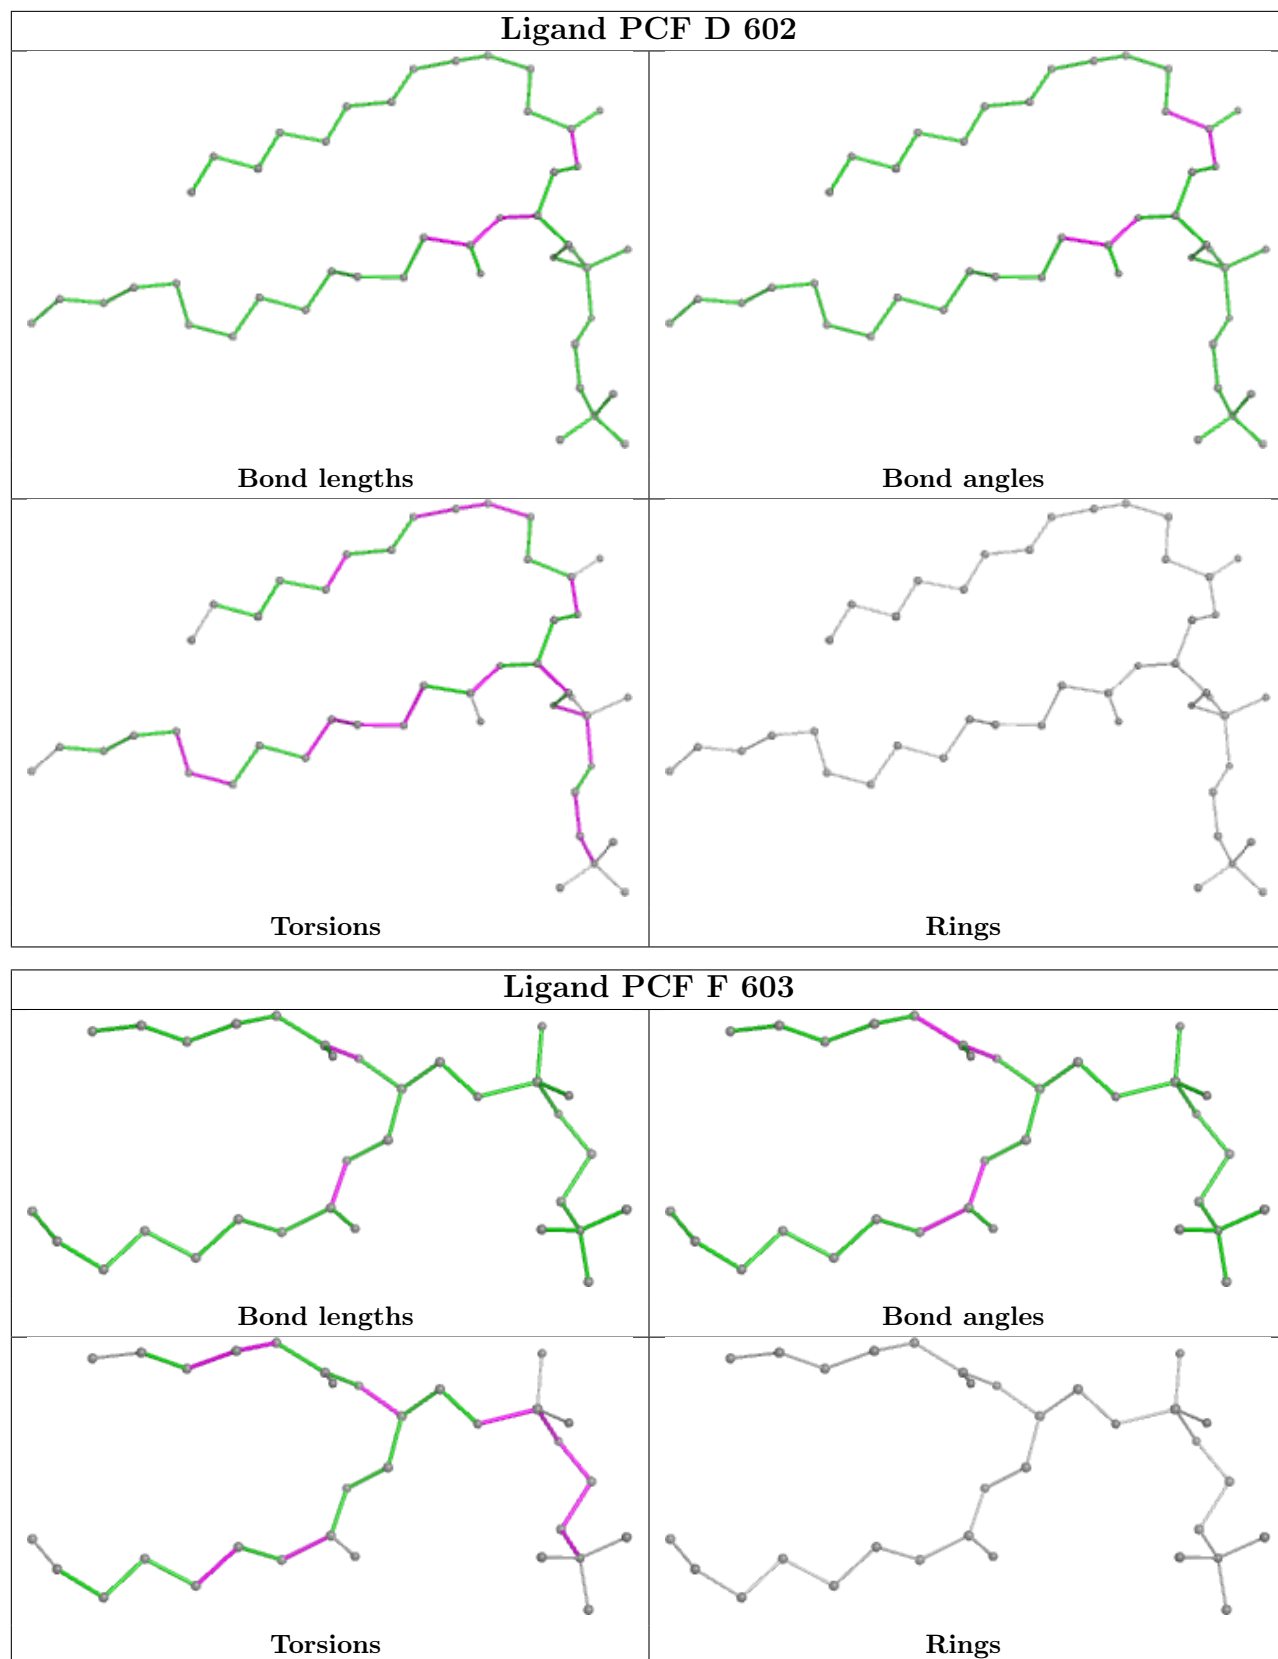 Ligand PCF D 602
Bond lengths
Bond angles
Torsions
Rings
Ligand PCF F 603
Bond lengths
Bond angles
Torsions
Rings